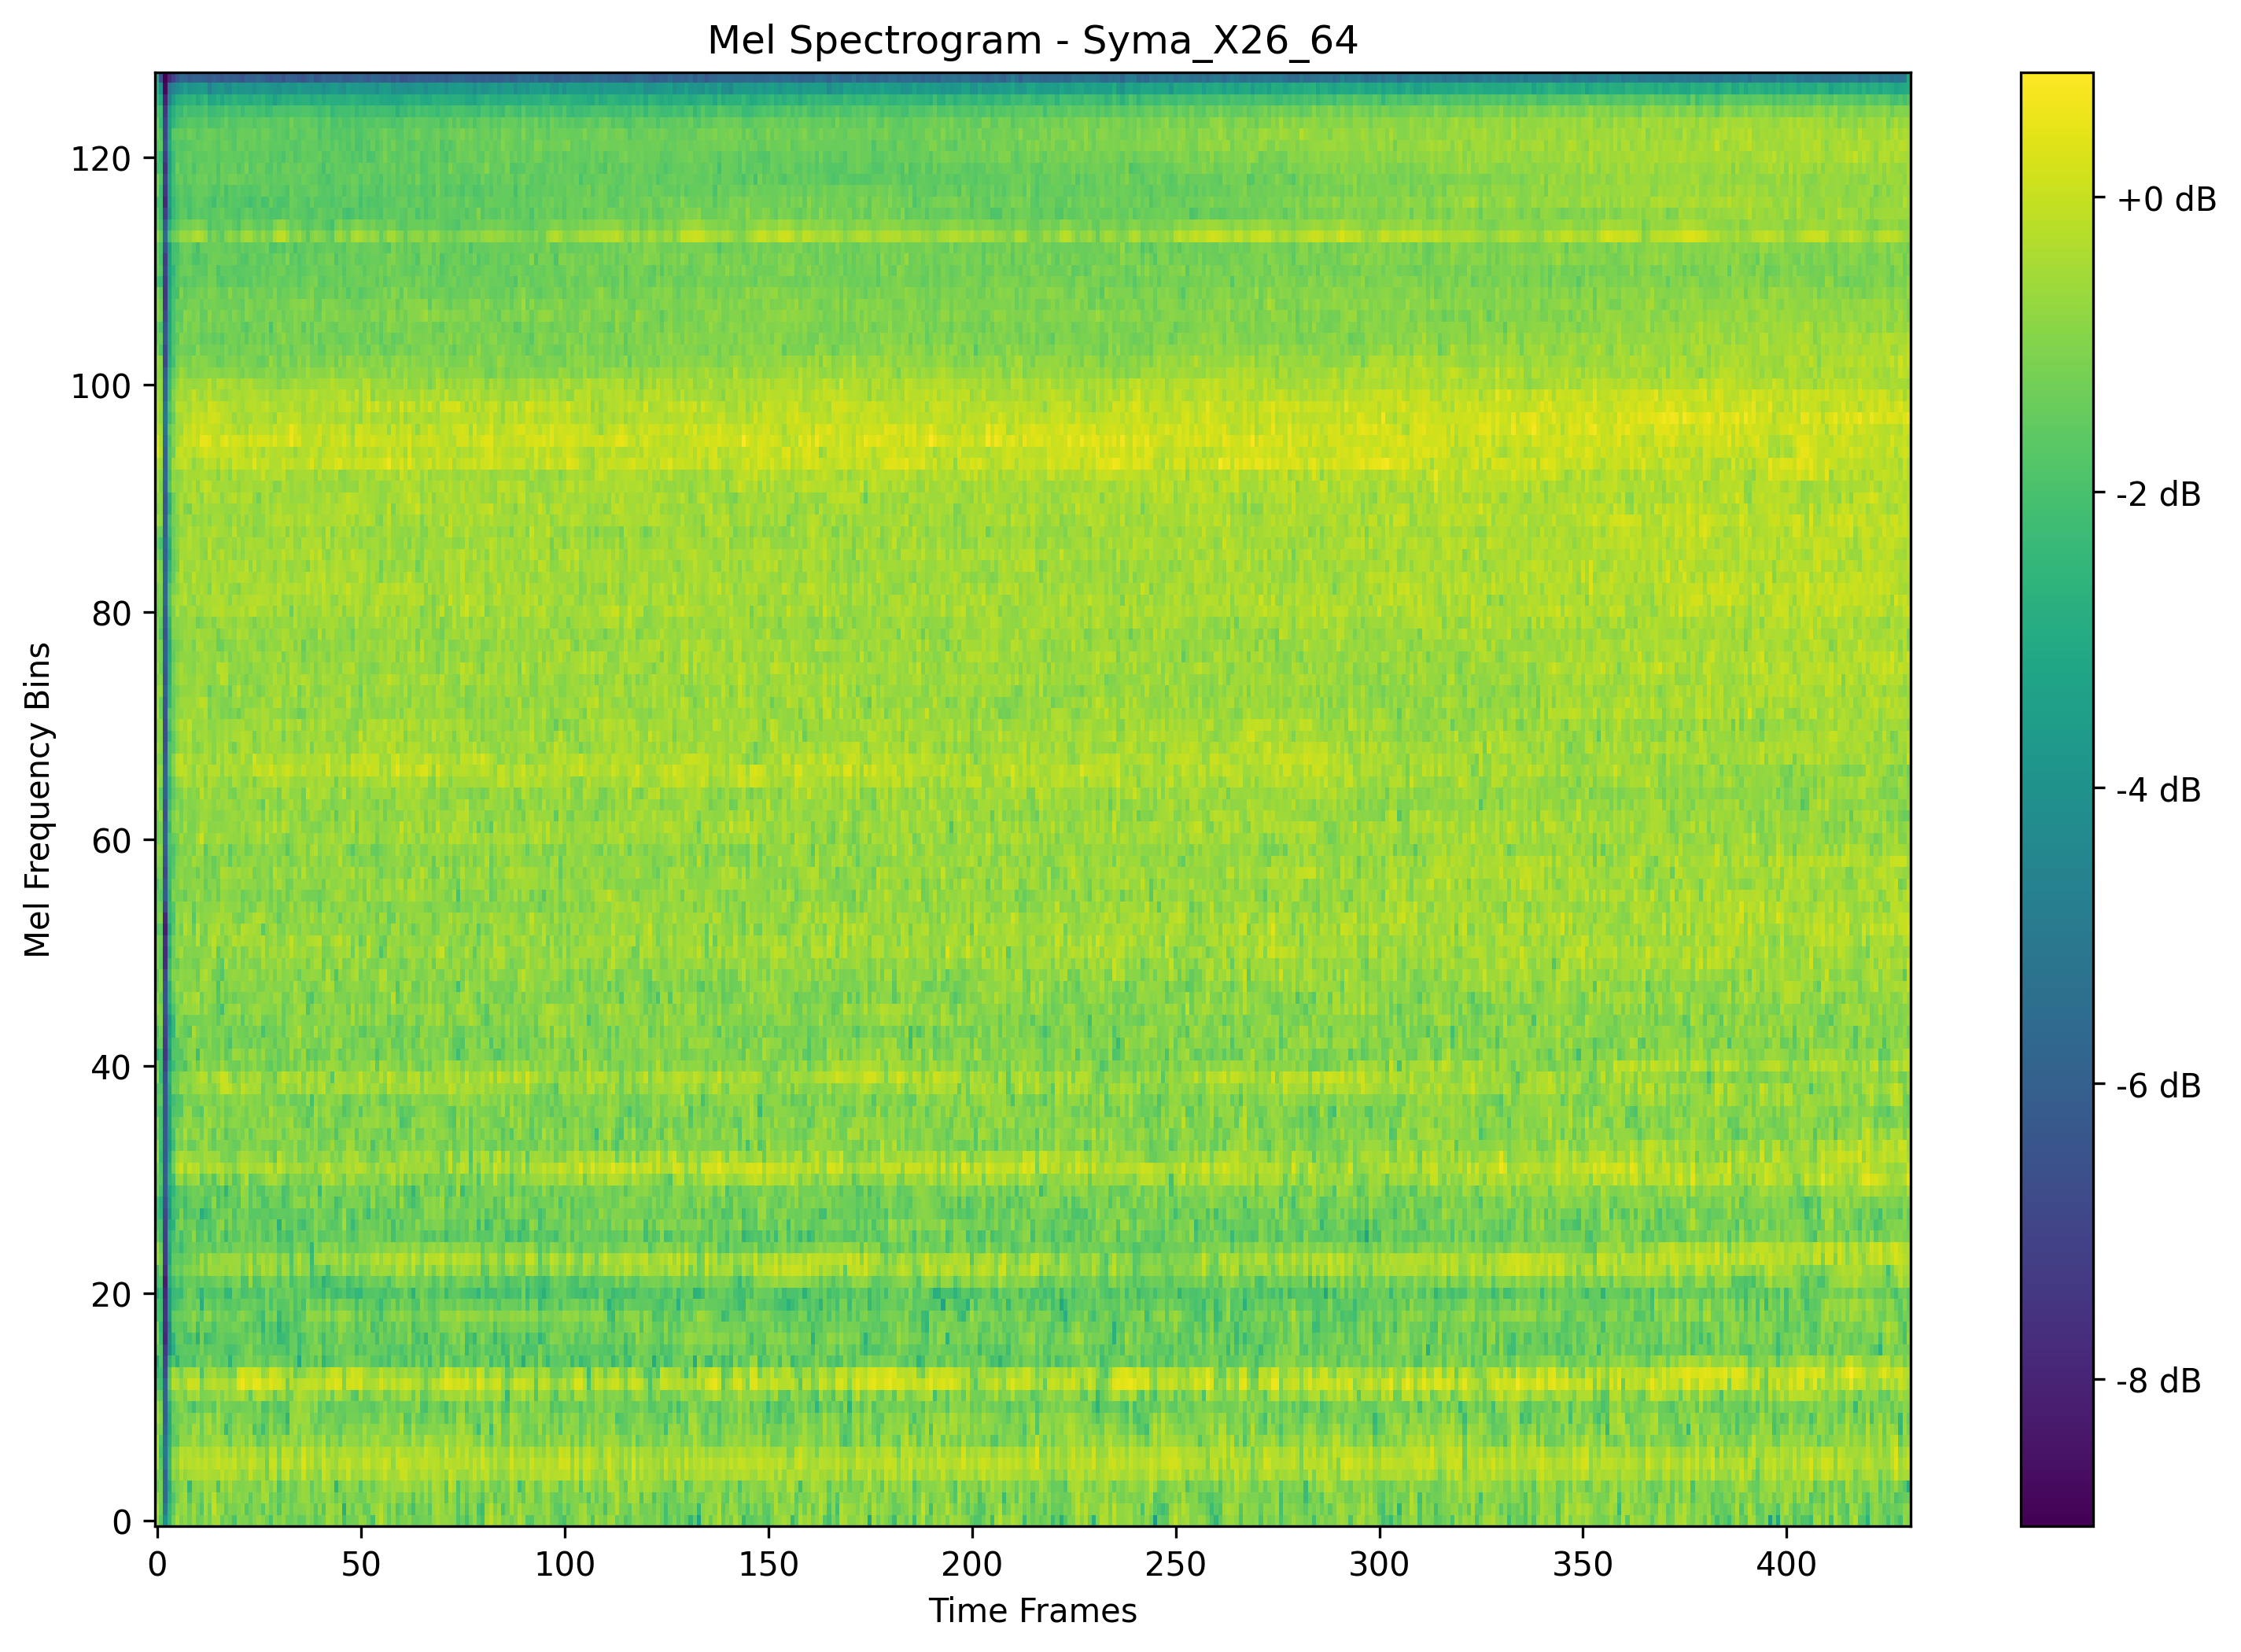 Mel Spectrogram - Syma_X26_64
Mel Frequency Bins
120
100
80
60
40
20
0
0 50 100 150 200 250 300 350 400
Time Frames
+0 dB
-2 dB
-4 dB
-6 dB
-8 dB